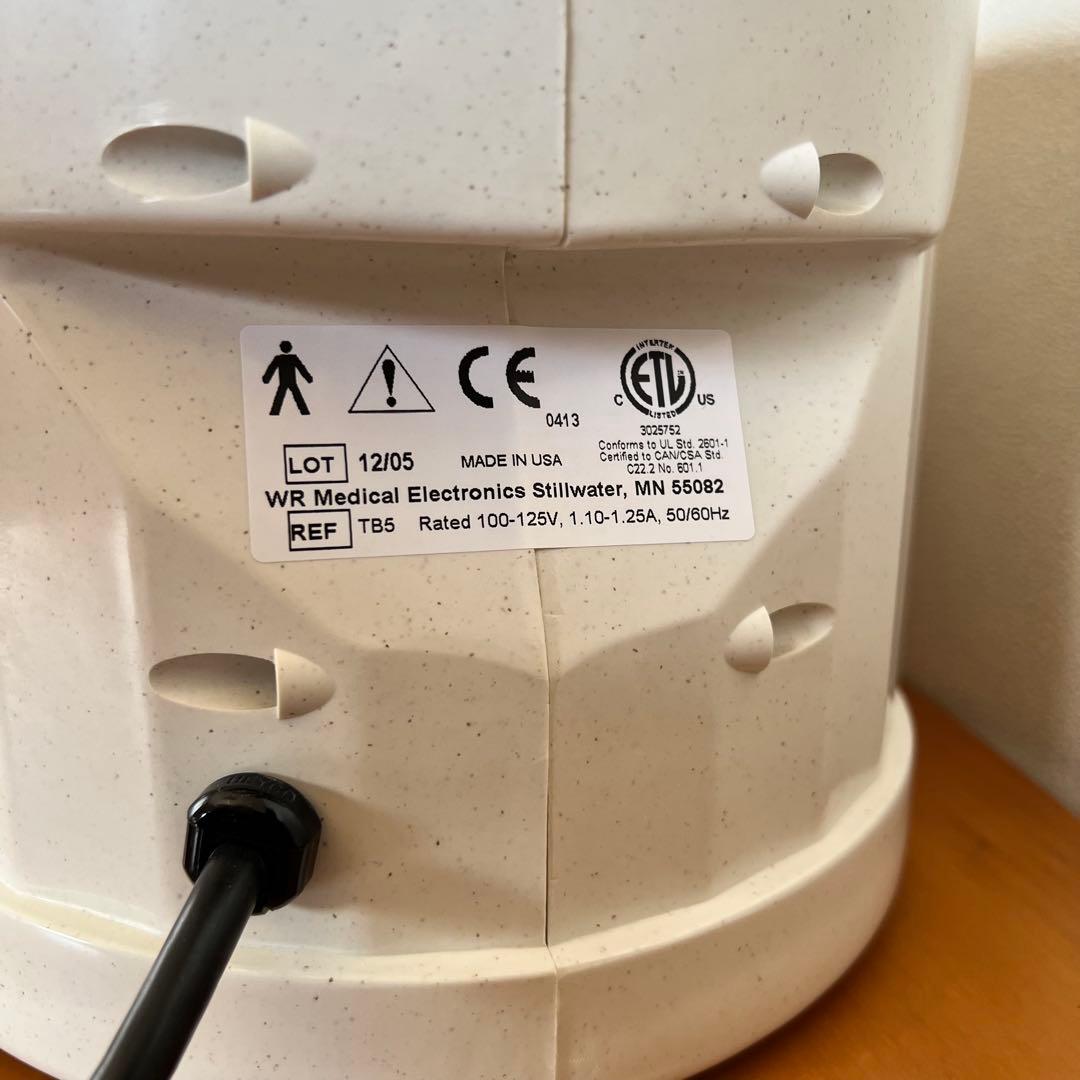 CE
0413
INTERTEK
ETL
LISTED
C US
3025752
Conforms to UL Std. 2601-1
Certified to CAN/CSA Std.
C22.2 No. 601.1
LOT 12/05 MADE IN USA
WR Medical Electronics Stillwater, MN 55082
REF TB5 Rated 100-125V, 1.10-1.25A, 50/60Hz